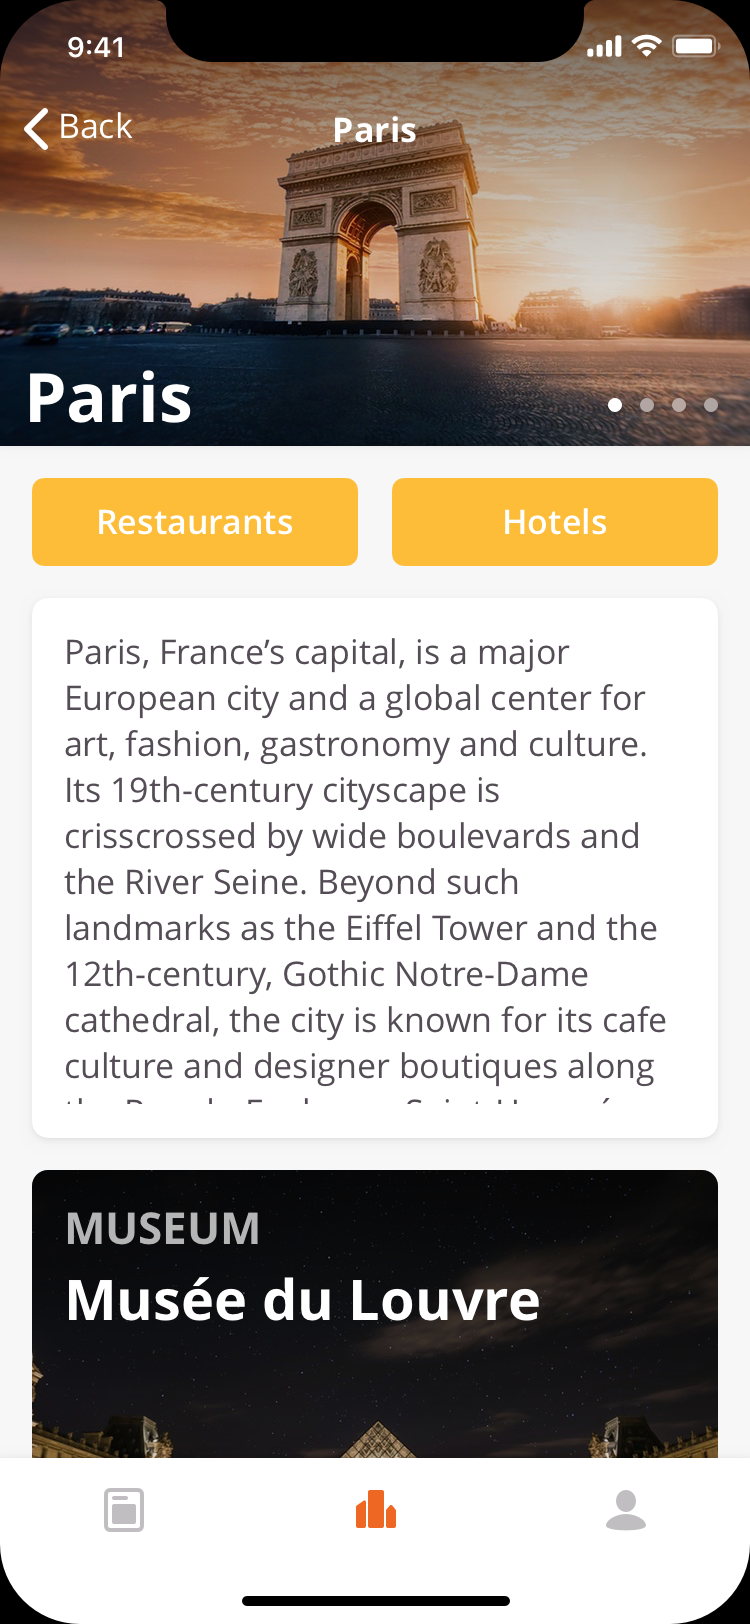 9:41
Back
Paris
Paris
Restaurants
Hotels
Paris, France’s capital, is a major
European city and a global center for
art, fashion, gastronomy and culture.
Its 19th-century cityscape is
crisscrossed by wide boulevards and
the River Seine. Beyond such
landmarks as the Eiffel Tower and the
12th-century, Gothic Notre-Dame
cathedral, the city is known for its cafe
culture and designer boutiques along
MUSEUM
Musée du Louvre